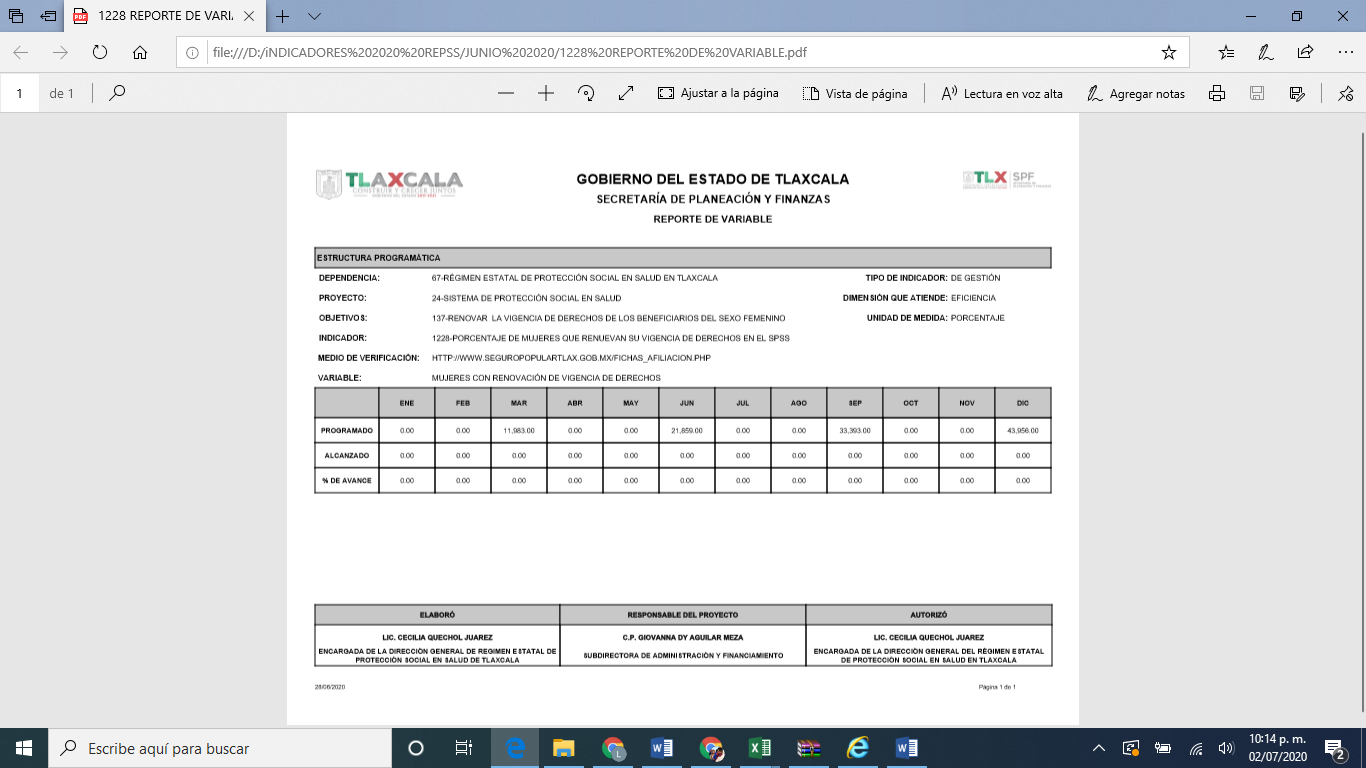 1228 REPORTE DE VARIA
file:///D:/iNDICADORES%202020%20REPSS/JUNIO%202020/1228%20REPORTE%20DE%20VARIABLE.pdf
1 de 1 Ajustar a la página Vista de página Lectura en voz alta Agregar notas
TLAXCALA
CONSTRUIR Y CRECER JUNTOS
TLX SPF
GOBIERNO DEL ESTADO DE TLAXCALA
SECRETARÍA DE PLANEACIÓN Y FINANZAS
REPORTE DE VARIABLE
ESTRUCTURA PROGRAMÁTICA
DEPENDENCIA: 67-RÉGIMEN ESTATAL DE PROTECCIÓN SOCIAL EN SALUD EN TLAXCALA TIPO DE INDICADOR: DE GESTIÓN
PROYECTO: 24-SISTEMA DE PROTECCIÓN SOCIAL EN SALUD DIMENSIÓN QUE ATIENDE: EFICIENCIA
OBJETIVOS: 137-RENOVAR LA VIGENCIA DE DERECHOS DE LOS BENEFICIARIOS DEL SEXO FEMENINO UNIDAD DE MEDIDA: PORCENTAJE
INDICADOR: 1228-PORCENTAJE DE MUJERES QUE RENUEVAN SU VIGENCIA DE DERECHOS EN EL SPSS
MEDIO DE VERIFICACIÓN: HTTP://WWW.SEGUROPOPULARTLAX.GOB.MX/FICHAS_AFILIACION.PHP
VARIABLE: MUJERES CON RENOVACIÓN DE VIGENCIA DE DERECHOS
ENE FEB MAR ABR MAY JUN JUL AGO SEP OCT NOV DIC
PROGRAMADO 0.00 0.00 11,983.00 0.00 0.00 21,859.00 0.00 0.00 33,393.00 0.00 0.00 43,956.00
ALCANZADO 0.00 0.00 0.00 0.00 0.00 0.00 0.00 0.00 0.00 0.00 0.00 0.00
% DE AVANCE 0.00 0.00 0.00 0.00 0.00 0.00 0.00 0.00 0.00 0.00 0.00 0.00
ELABORÓ RESPONSABLE DEL PROYECTO AUTORIZÓ
LIC. CECILIA QUECHOL JUAREZ C.P. GIOVANNA DY AGUILAR MEZA LIC. CECILIA QUECHOL JUAREZ
ENCARGADA DE LA DIRECCIÓN GENERAL DE REGIMEN ESTATAL DE PROTECCIÓN SOCIAL EN SALUD DE TLAXCALA
SUBDIRECTORA DE ADMINISTRACIÓN Y FINANCIAMIENTO
ENCARGADA DE LA DIRECCIÓN GENERAL DEL RÉGIMEN ESTATAL DE PROTECCIÓN SOCIAL EN SALUD EN TLAXCALA
28/06/2020 Página 1 de 1
Escribe aquí para buscar
10:14 p. m.
02/07/2020
2